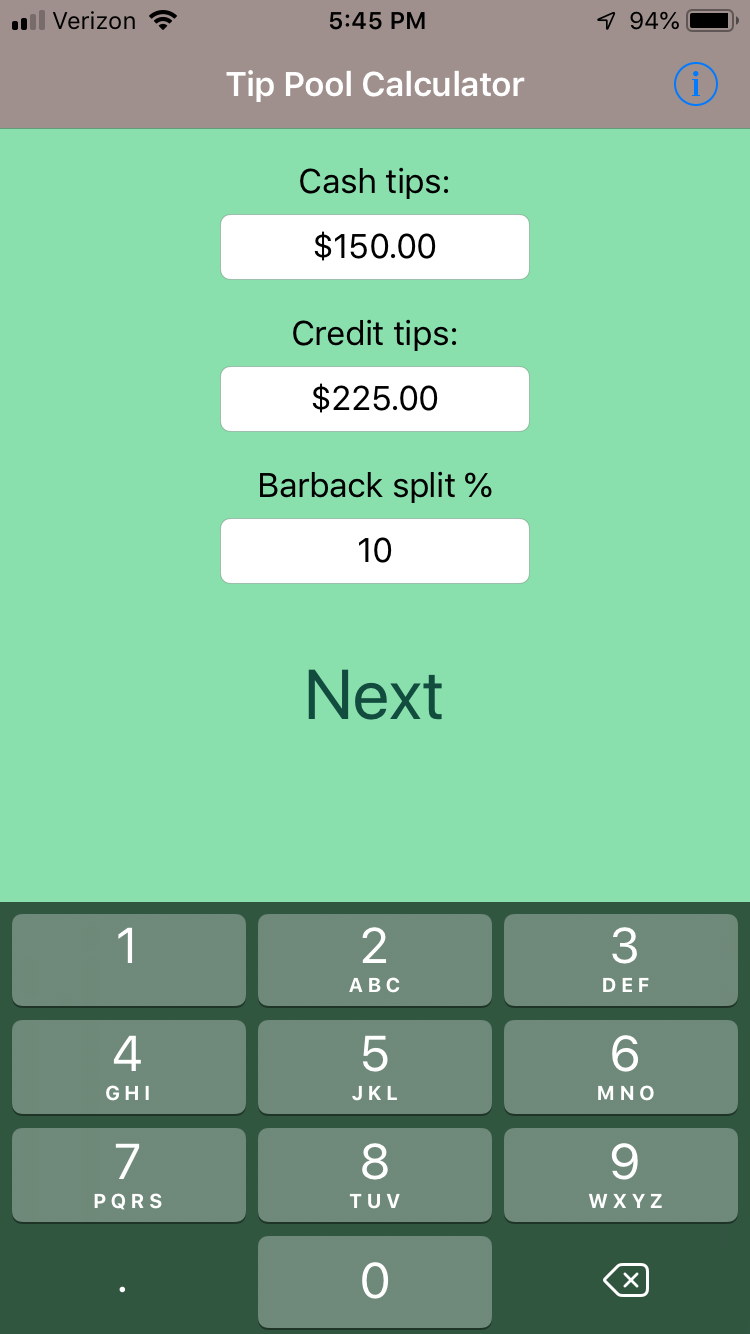 Verizon 5:45 PM 94%
Tip Pool Calculator i
Cash tips:
$150.00
Credit tips:
$225.00
Barback split %
10
Next
1 2 3
ABC DEF
4 5 6
GHI JKL MNO
7 8 9
PQRS TUV WXYZ
. 0